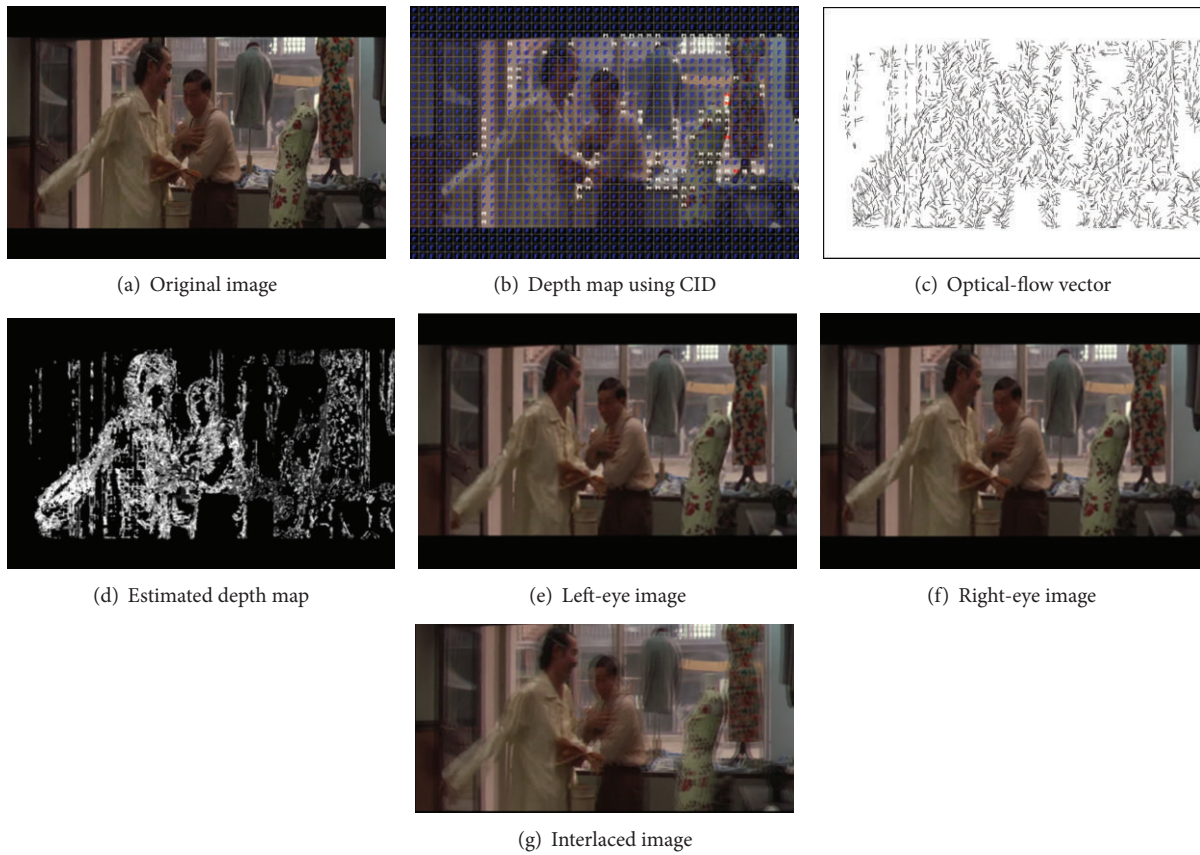 (a) Original image
(b) Depth map using CID
(c) Optical-flow vector
(d) Estimated depth map
(e) Left-eye image
(f) Right-eye image
(g) Interlaced image